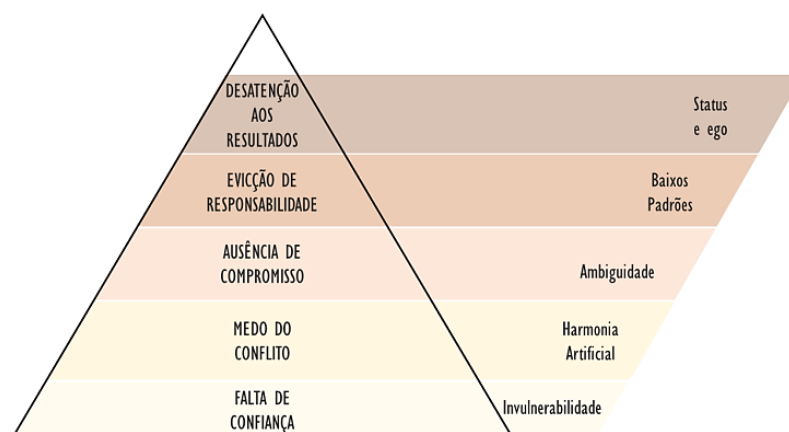 DESATENÇÃO
AOS
RESULTADOS
Status
e ego
EVICÇÃO DE
RESPONSABILIDADE
Baixos
Padrões
AUSÊNCIA DE
COMPROMISSO
Ambiguidade
MEDO DO
CONFLITO
Harmonia
Artificial
FALTA DE
CONFIANÇA
Invulnerabilidade